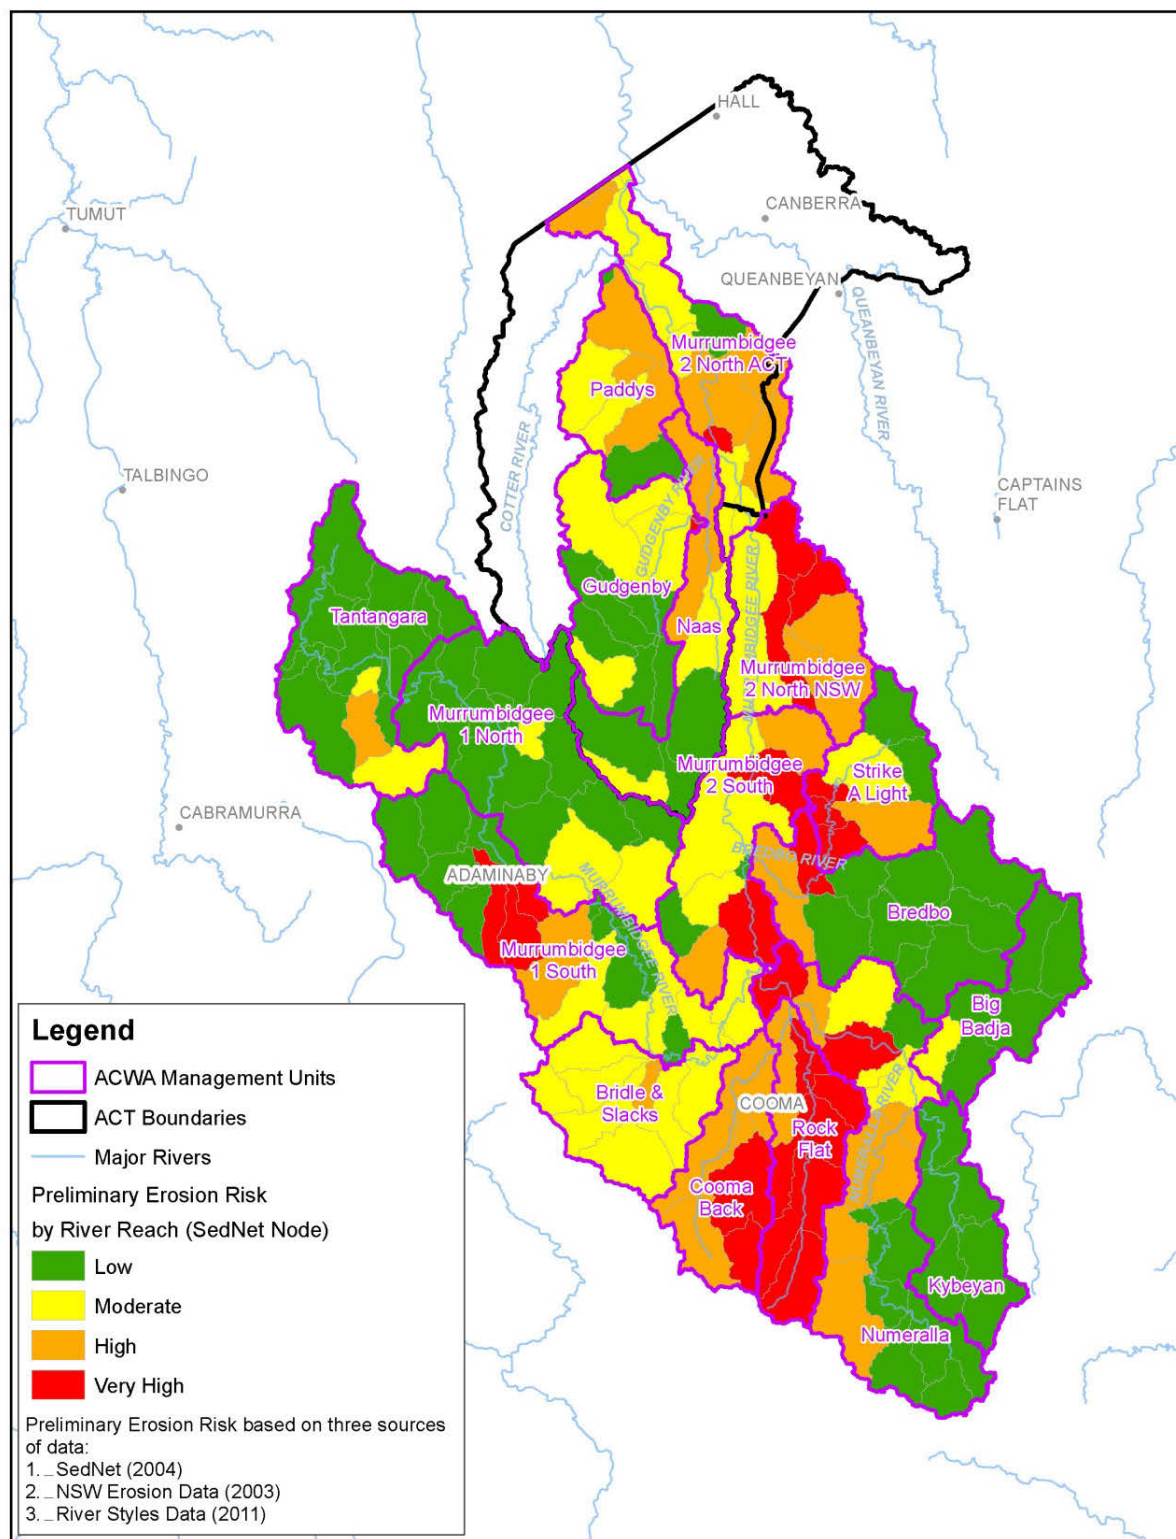 HALL
TUMUT
CANBERRA
QUEANBEYAN
QUEANBEYAN RIVER
Murrumbidgee
2 North ACT
Paddys
COTTER RIVER
TALBINGO
CAPTAINS
FLAT
GUDGENBY RIVER
Gudgenby
MURRUMBIDGEE RIVER
Tantangara
Naas
Murrumbidgee
2 North NSW
Murrumbidgee
1 North
Murrumbidgee
2 South
Strike
A Light
CABRAMURRA
BREDBO RIVER
ADAMINABY
MURRUMBIDGEE RIVER
Bredbo
Murrumbidgee
1 South
Big
Badja
Bridle &
Slacks
COOMA
Rock
Flat
NUMERALLA RIVER
Cooma
Back
Kybeyan
Numeralla
Legend
ACWA Management Units
ACT Boundaries
Major Rivers
Preliminary Erosion Risk
by River Reach (SedNet Node)
Low
Moderate
High
Very High
Preliminary Erosion Risk based on three sources
of data:
1. _SedNet (2004)
2. _NSW Erosion Data (2003)
3. _River Styles Data (2011)